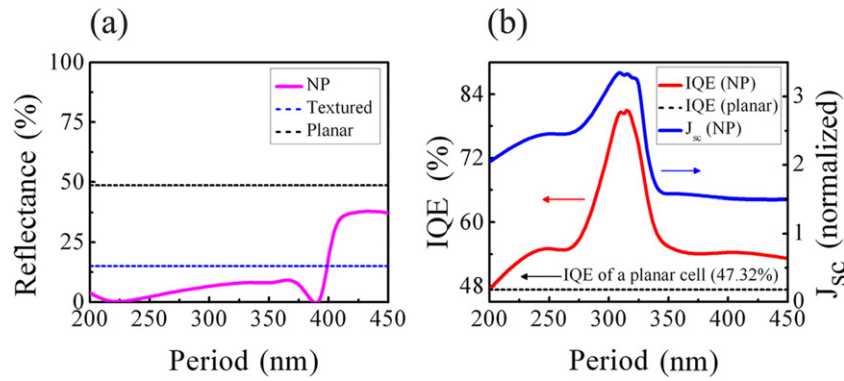 (a)
100
75
50
25
0
Reflectance (%)
NP
Textured
Planar
200 250 300 350 400 450
Period (nm)
(b)
84
72
60
48
IQE (%)
IQE (NP)
IQE (planar)
Jsc (NP)
IQE of a planar cell (47.32%)
3
2
1
0
Jsc (normalized)
200 250 300 350 400 450
Period (nm)